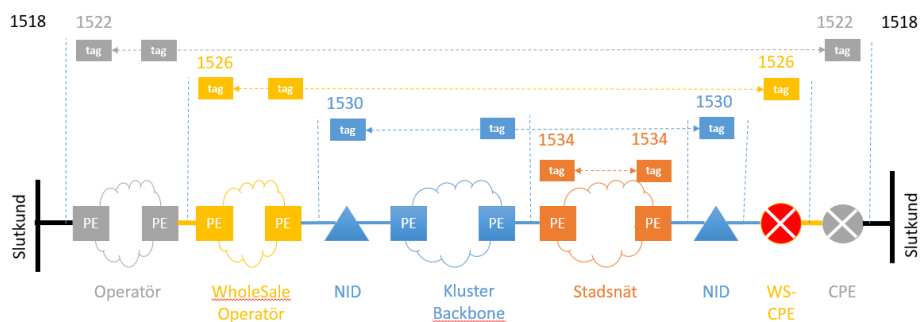 1518
1522
1522
1518
tag
tag
tag
1526
1526
tag
tag
tag
1530
1530
tag
tag
tag
1534
1534
tag
tag
Slutkund
PE
PE
PE
PE
PE
PE
PE
PE
Slutkund
Operatör
WholeSale
Operatör
NID
Kluster
Backbone
Stadsnät
NID
WS-
CPE
CPE